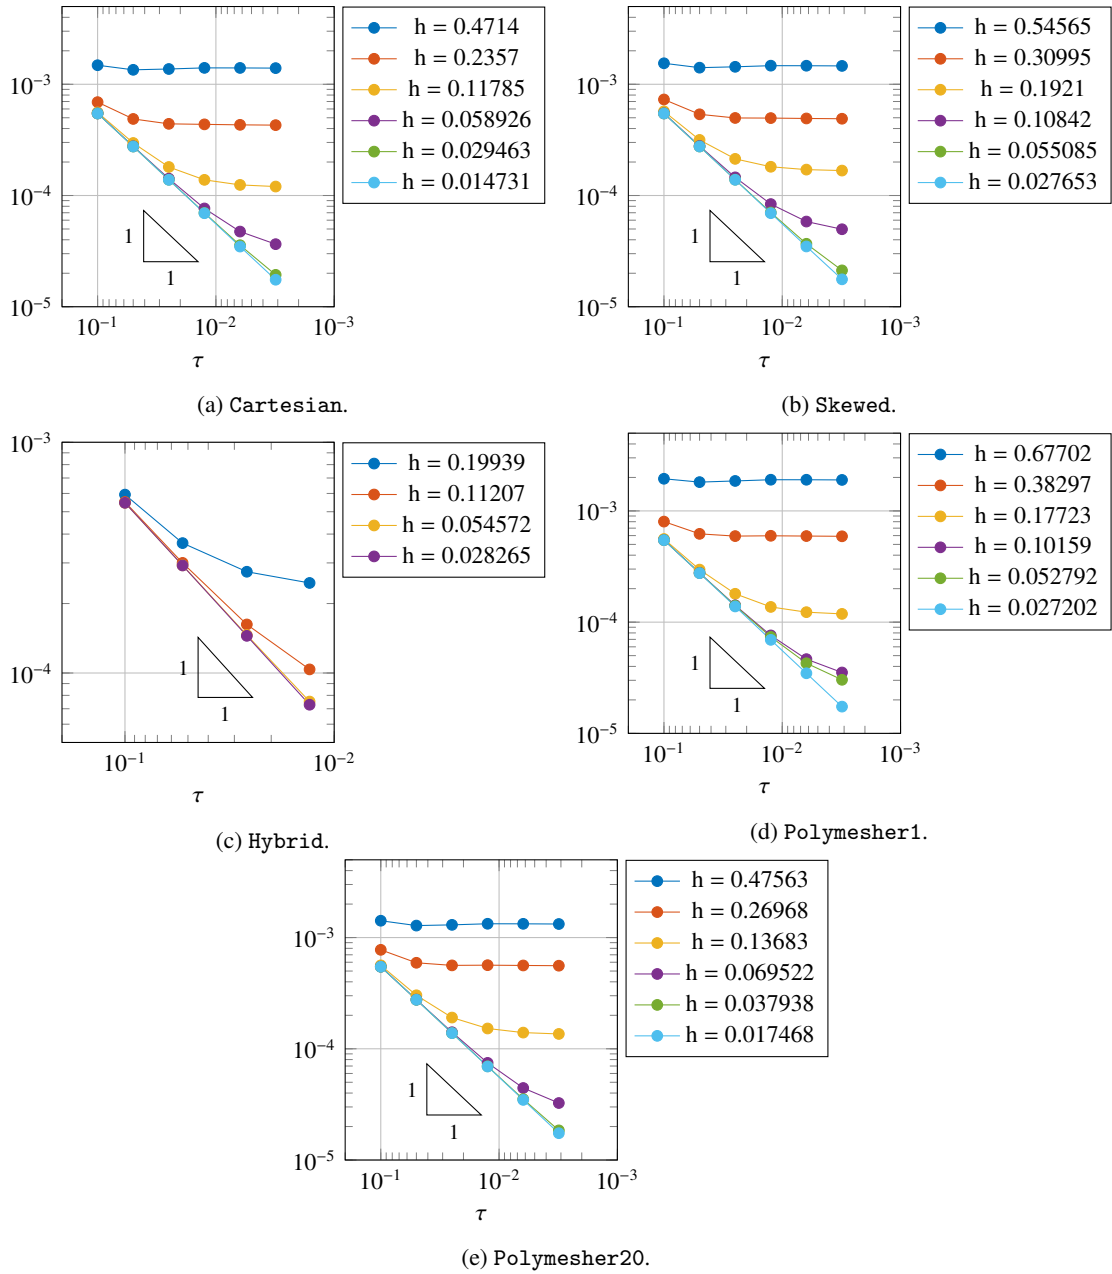 10⁻³
10⁻⁴
10⁻⁵
10⁻¹
10⁻²
10⁻³
τ
1
1
h = 0.4714
h = 0.2357
h = 0.11785
h = 0.058926
h = 0.029463
h = 0.014731
(a) Cartesian.
10⁻³
10⁻⁴
10⁻⁵
10⁻¹
10⁻²
10⁻³
τ
1
1
h = 0.54565
h = 0.30995
h = 0.1921
h = 0.10842
h = 0.055085
h = 0.027653
(b) Skewed.
10⁻³
10⁻⁴
10⁻¹
10⁻²
τ
1
1
h = 0.19939
h = 0.11207
h = 0.054572
h = 0.028265
(c) Hybrid.
10⁻³
10⁻⁴
10⁻⁵
10⁻¹
10⁻²
10⁻³
τ
1
1
h = 0.67702
h = 0.38297
h = 0.17723
h = 0.10159
h = 0.052792
h = 0.027202
(d) Polymesher1.
10⁻³
10⁻⁴
10⁻⁵
10⁻¹
10⁻²
10⁻³
τ
1
1
h = 0.47563
h = 0.26968
h = 0.13683
h = 0.069522
h = 0.037938
h = 0.017468
(e) Polymesher20.